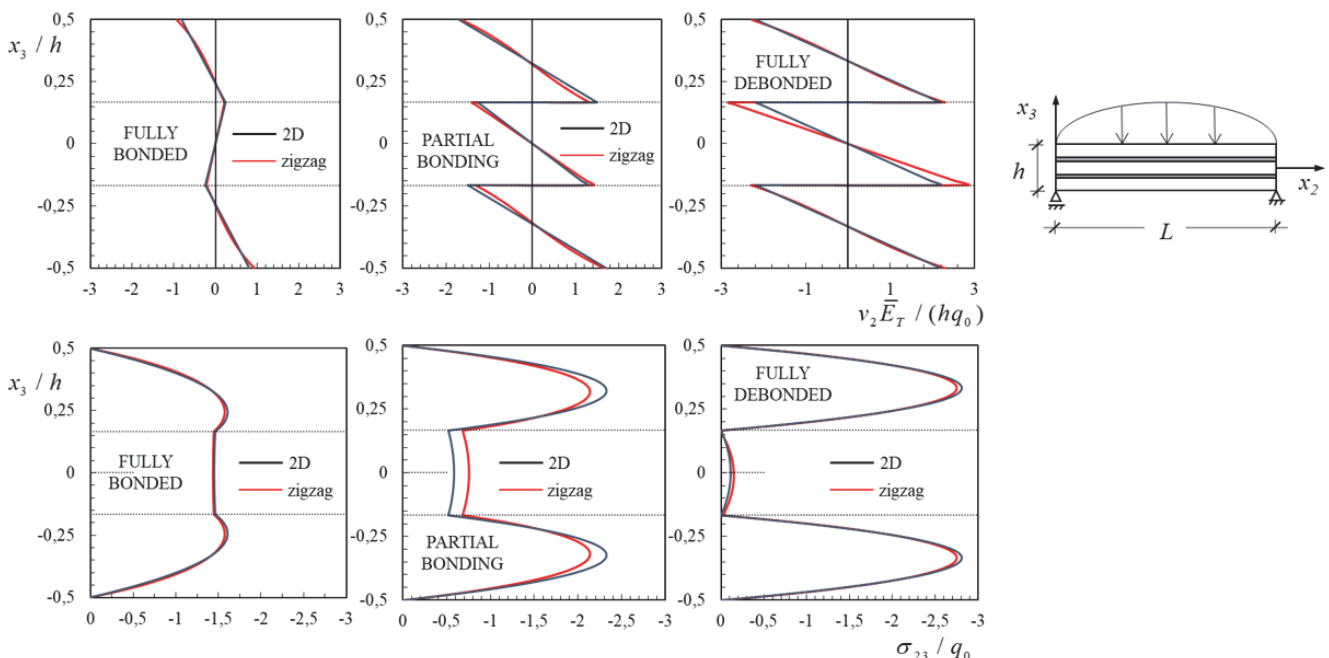 x₃ / h
0,5
0,25
0
-0,25
-0,5
FULLY
BONDED
2D
zigzag
-3 -2 -1 0 1 2 3
0,5
0,25
0
-0,25
-0,5
PARTIAL
BONDING
2D
zigzag
-3 -2 -1 0 1 2 3
0,5
0,25
0
-0,25
-0,5
FULLY
DEBONDED
2D
zigzag
-3 -1 1 3
v₂ Ē_T / (hq₀)
x₃
h
x₂
L
x₃ / h
0,5
0,25
0
-0,25
-0,5
FULLY
BONDED
2D
zigzag
0 -0,5 -1 -1,5 -2 -2,5 -3
0,5
0,25
0
-0,25
-0,5
2D
zigzag
PARTIAL
BONDING
0 -0,5 -1 -1,5 -2 -2,5 -3
0,5
0,25
0
-0,25
-0,5
FULLY
DEBONDED
2D
zigzag
0 -0,5 -1 -1,5 -2 -2,5 -3
σ₂₃ / q₀